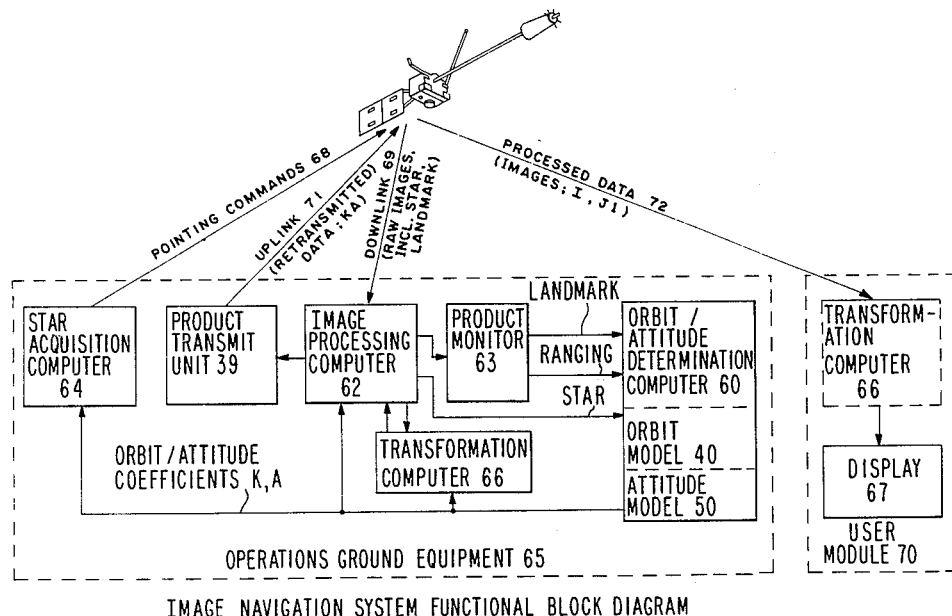 POINTING COMMANDS 68
UPLINK 71
(RETRANSMITTED
DATA; KA)
DOWNLINK 69
(RAW IMAGES,
INCL. STAR,
LANDMARK)
PROCESSED DATA 72
(IMAGES; I, J1)
STAR
ACQUISITION
COMPUTER
64
PRODUCT
TRANSMIT
UNIT 39
IMAGE
PROCESSING
COMPUTER
62
PRODUCT
MONITOR
63
LANDMARK
RANGING
STAR
ORBIT /
ATTITUDE
DETERMINATION
COMPUTER 60
ORBIT
MODEL 40
ATTITUDE
MODEL 50
TRANSFORMATION
COMPUTER 66
ORBIT/ATTITUDE
COEFFICIENTS K,A
OPERATIONS GROUND EQUIPMENT 65
TRANSFORM-
ATION
COMPUTER
66
DISPLAY
67
USER
MODULE 70
IMAGE NAVIGATION SYSTEM FUNCTIONAL BLOCK DIAGRAM